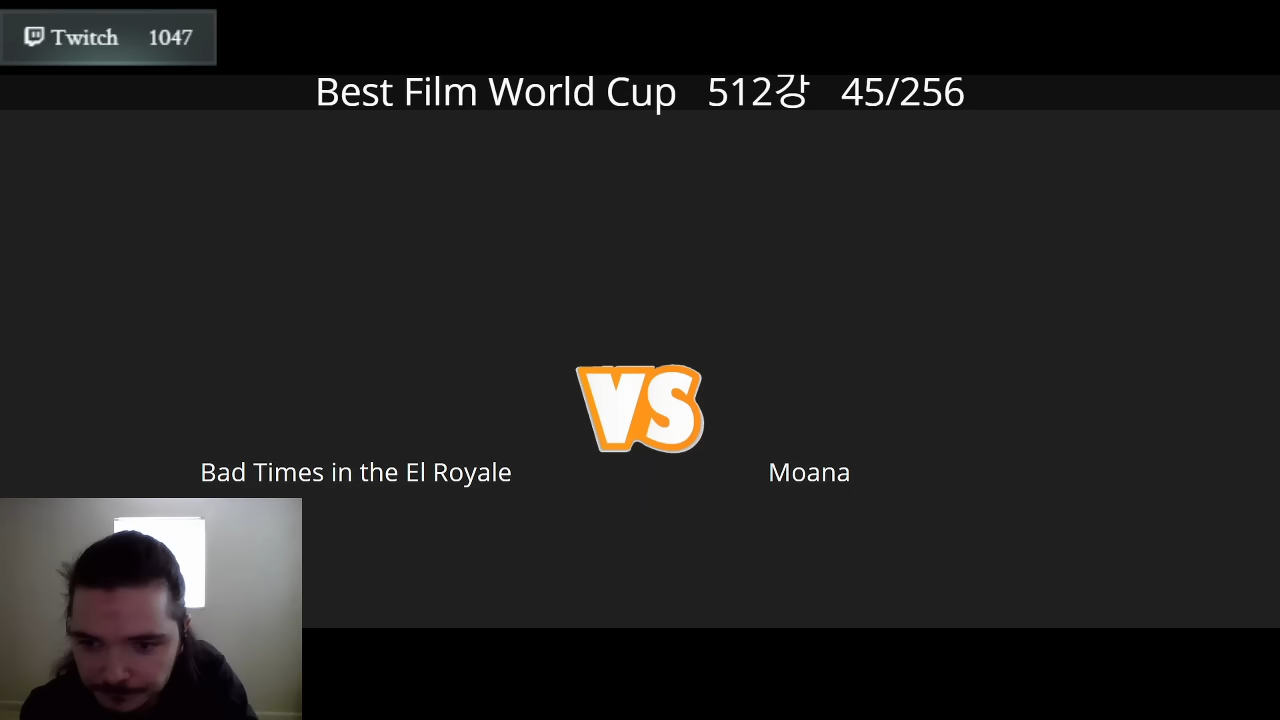 Twitch 1047
Best Film World Cup 512강 45/256
VS
Bad Times in the El Royale Moana